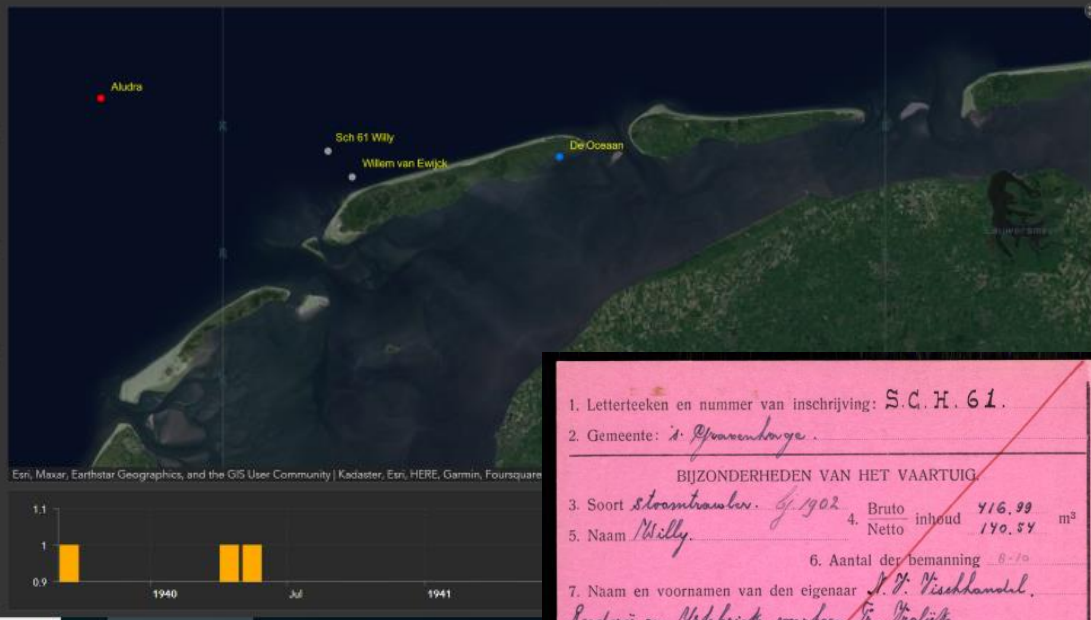 Aludra
Sch 61 Willy
Willem van Ewijck
De Oceaan
Lauwersmeer
Esri, Maxar, Earthstar Geographics, and the GIS User Community | Kadaster, Esri, HERE, Garmin, Foursquare
1.1
1
0.9
1940
Jul
1941
1. Letterteeken en nummer van inschrijving: S.C.H. 61.
2. Gemeente: 's Gravenhage.
BIJZONDERHEDEN VAN HET VAARTUIG.
3. Soort stoomtrawler. bj. 1902
4. Bruto inhoud 416,99 m³
Netto 140.54
5. Naam Willy.
6. Aantal der bemanning 8-10
7. Naam en voornamen van den eigenaar N.V. Vischhandel,